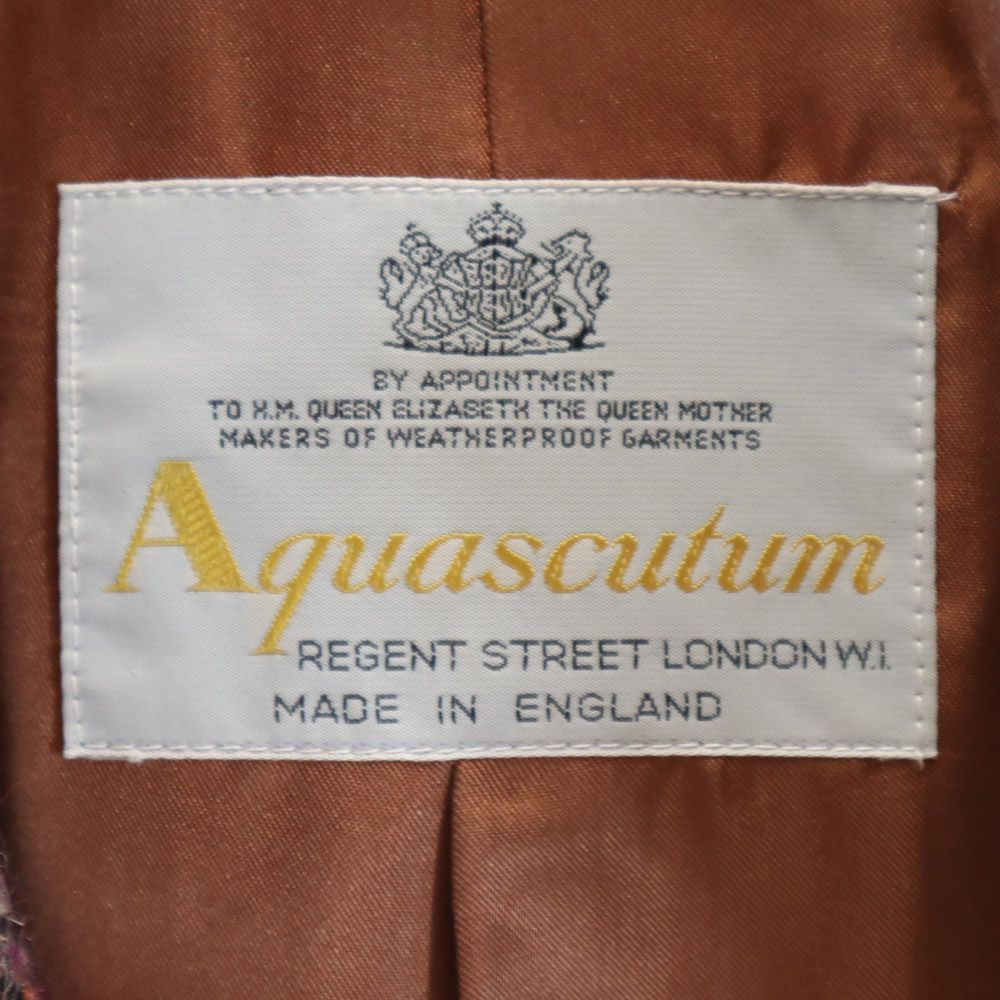 BY APPOINTMENT
TO H.M. QUEEN ELIZABETH THE QUEEN MOTHER
MAKERS OF WEATHERPROOF GARMENTS
Aquascutum
REGENT STREET LONDON W.1.
MADE IN ENGLAND